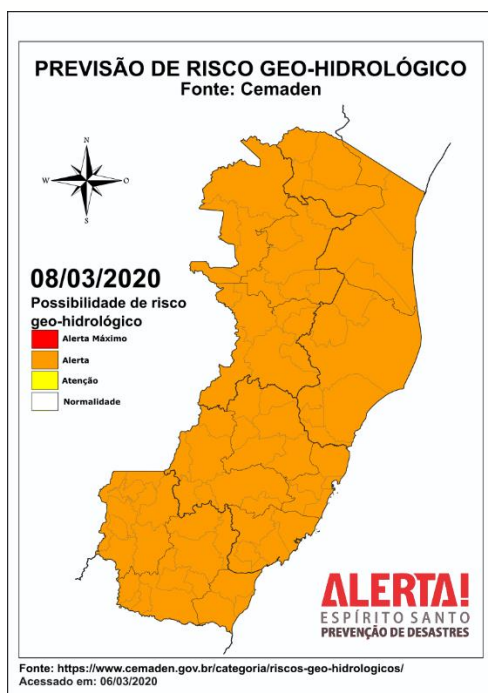 PREVISÃO DE RISCO GEO-HIDROLÓGICO
Fonte: Cemaden
N
W
O
S
08/03/2020
Possibilidade de risco
geo-hidrológico
Alerta Máximo
Alerta
Atenção
Normalidade
ALERTA!
ESPÍRITO SANTO
PREVENÇÃO DE DESASTRES
Fonte: https://www.cemaden.gov.br/categoria/riscos-geo-hidrologicos/
Acessado em: 06/03/2020